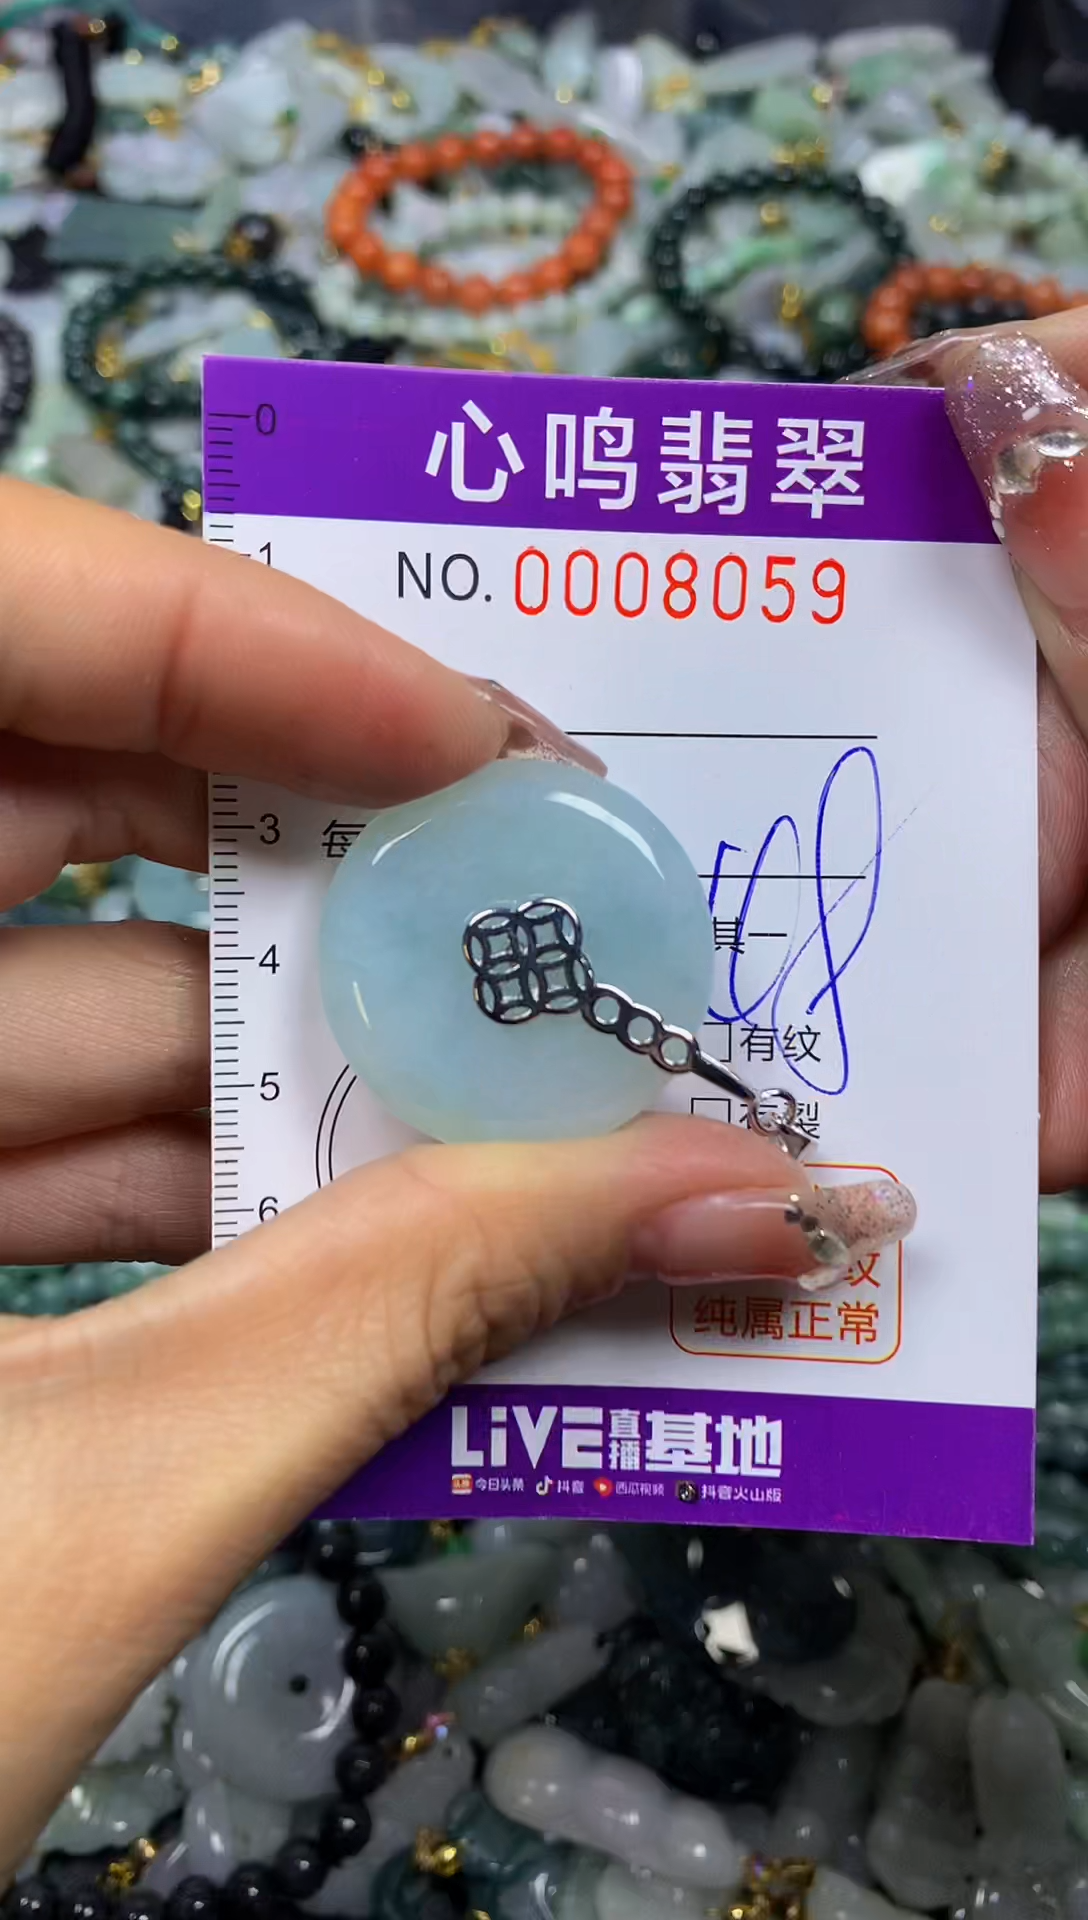 0
心鸣翡翠
1
NO. 0008059
3
每
4
其一
有纹
5
有裂
6
纹
纯属正常
LiVE直播基地
今日头条 抖音 西瓜视频 抖音火山版